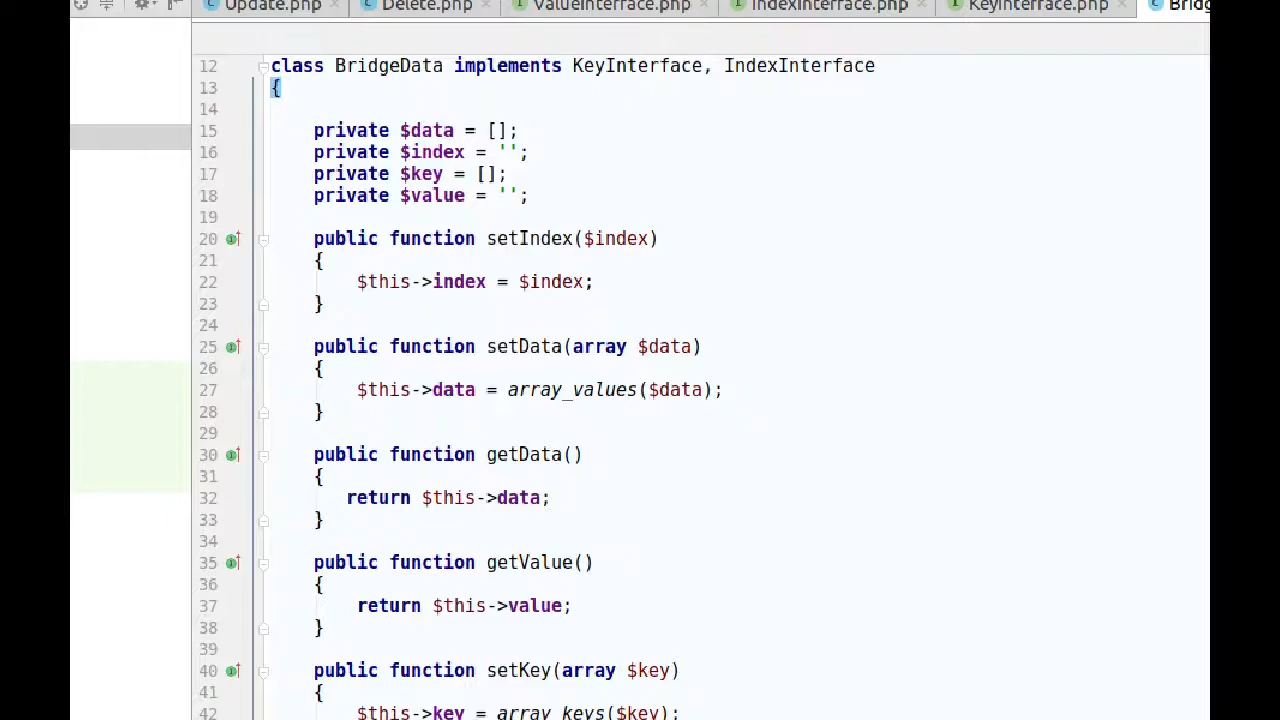 Update.php Delete.php ValueInterface.php IndexInterface.php KeyInterface.php Bridg
12 class BridgeData implements KeyInterface, IndexInterface
13 {
14
15 private $data = [];
16 private $index = '';
17 private $key = [];
18 private $value = '';
19
20 public function setIndex($index)
21 {
22 $this->index = $index;
23 }
24
25 public function setData(array $data)
26 {
27 $this->data = array_values($data);
28 }
29
30 public function getData()
31 {
32 return $this->data;
33 }
34
35 public function getValue()
36 {
37 return $this->value;
38 }
39
40 public function setKey(array $key)
41 {
42 $this->key = array_keys($key);